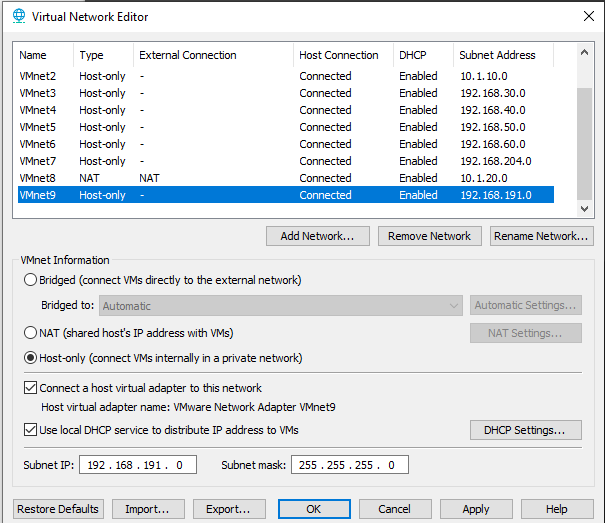 Virtual Network Editor
Name Type External Connection Host Connection DHCP Subnet Address
VMnet2 Host-only - Connected Enabled 10.1.10.0
VMnet3 Host-only - Connected Enabled 192.168.30.0
VMnet4 Host-only - Connected Enabled 192.168.40.0
VMnet5 Host-only - Connected Enabled 192.168.50.0
VMnet6 Host-only - Connected Enabled 192.168.60.0
VMnet7 Host-only - Connected Enabled 192.168.204.0
VMnet8 NAT NAT Connected Enabled 10.1.20.0
VMnet9 Host-only - Connected Enabled 192.168.191.0
Add Network... Remove Network Rename Network...
VMnet Information
Bridged (connect VMs directly to the external network)
Bridged to: Automatic Automatic Settings...
NAT (shared host's IP address with VMs) NAT Settings...
Host-only (connect VMs internally in a private network)
Connect a host virtual adapter to this network
Host virtual adapter name: VMware Network Adapter VMnet9
Use local DHCP service to distribute IP address to VMs DHCP Settings...
Subnet IP: 192 . 168 . 191 . 0 Subnet mask: 255 . 255 . 255 . 0
Restore Defaults Import... Export... OK Cancel Apply Help